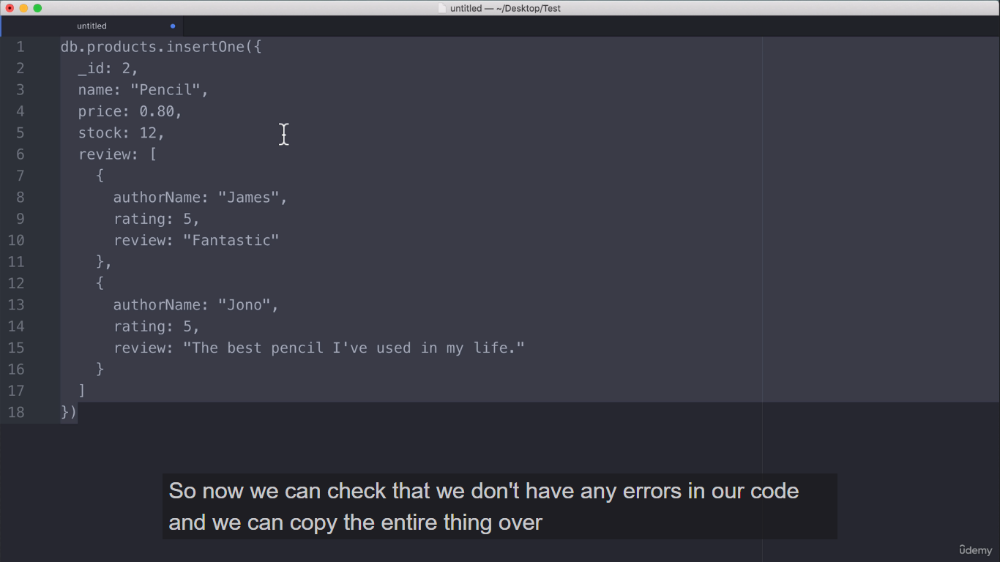 untitled — ~/Desktop/Test
untitled
1 db.products.insertOne({
2 _id: 2,
3 name: "Pencil",
4 price: 0.80,
5 stock: 12,
6 review: [
7 {
8 authorName: "James",
9 rating: 5,
10 review: "Fantastic"
11 },
12 {
13 authorName: "Jono",
14 rating: 5,
15 review: "The best pencil I've used in my life."
16 }
17 ]
18 })
So now we can check that we don't have any errors in our code
and we can copy the entire thing over
ûdemy